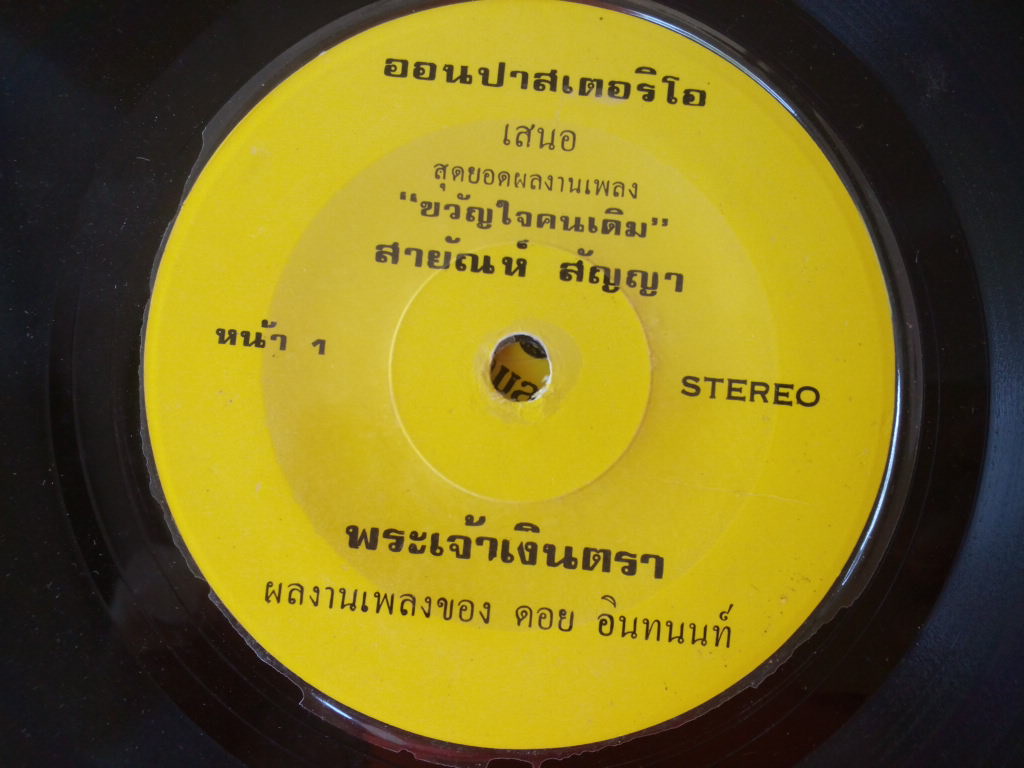 ออนปาสเตอริโอ
เสนอ
สุดยอดผลงานเพลง
"ขวัญใจคนเดิม"
สายัณห์ สัญญา
หน้า 1
STEREO
พระเจ้าเงินตรา
ผลงานเพลงของ ดอย อินทนนท์